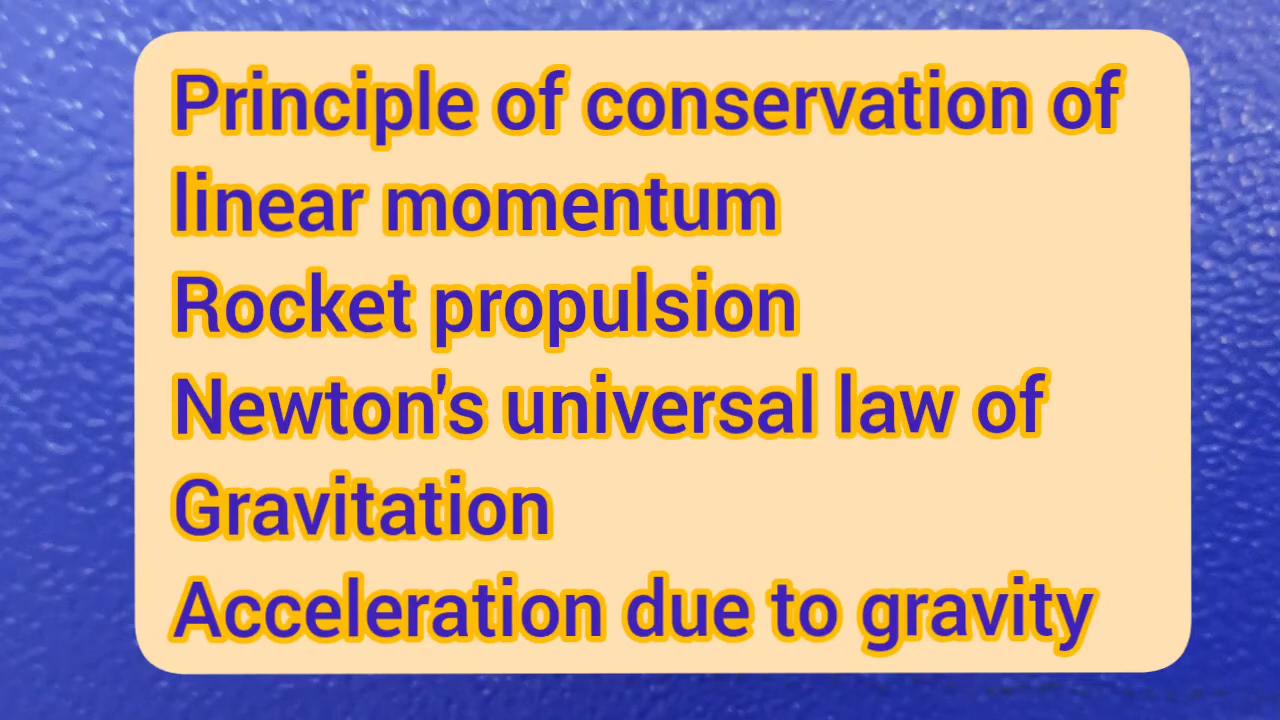 Principle of conservation of
linear momentum
Rocket propulsion
Newton's universal law of
Gravitation
Acceleration due to gravity